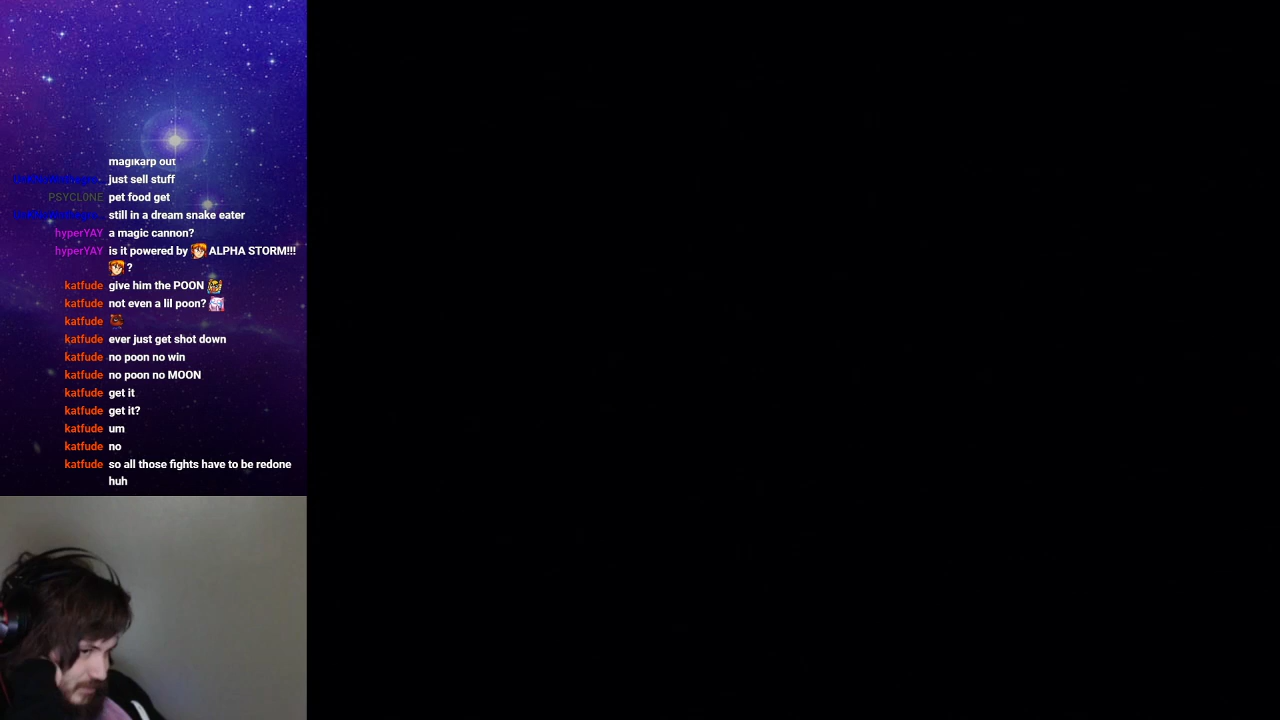 magikarp out
just sell stuff
PSYCL0NE pet food get
still in a dream snake eater
hyperYAY a magic cannon?
hyperYAY is it powered by ALPHA STORM!!!
?
katfude give him the POON
katfude not even a lil poon?
katfude
katfude ever just get shot down
katfude no poon no win
katfude no poon no MOON
katfude get it
katfude get it?
katfude um
katfude no
katfude so all those fights have to be redone
huh